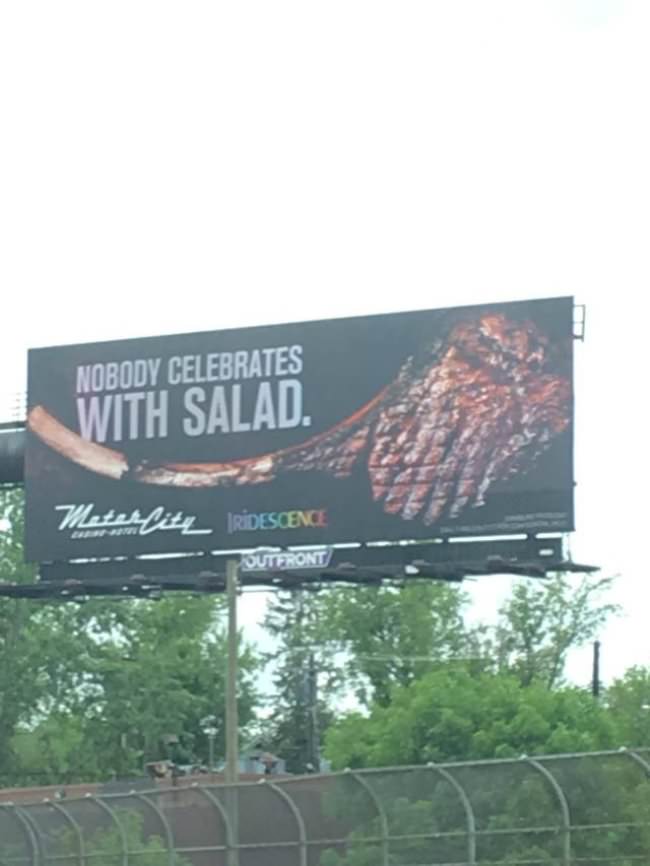 NOBODY CELEBRATES
WITH SALAD.
MotorCity
CASINO-HOTEL
IRIDESCENCE
OUTFRONT